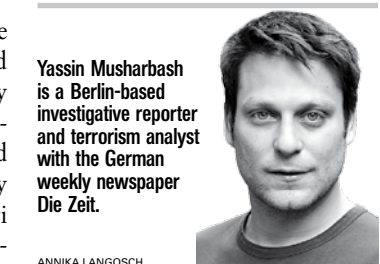 e
d
y
-
d
y
i
-
Yassin Musharbash
is a Berlin-based
investigative reporter
and terrorism analyst
with the German
weekly newspaper
Die Zeit.
ANNIKA LANGOSCH